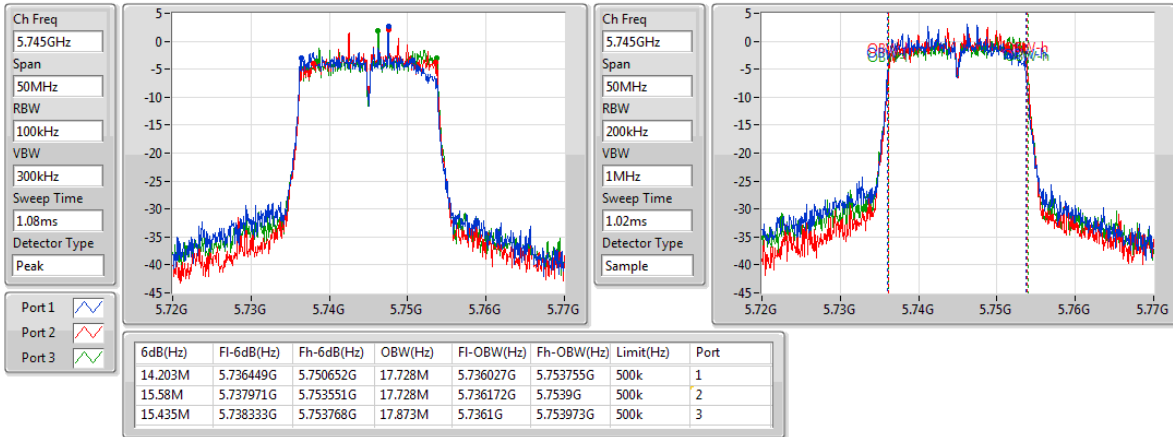 Ch Freq
5.745GHz
Span
50MHz
RBW
100kHz
VBW
300kHz
Sweep Time
1.08ms
Detector Type
Peak
Port 1
Port 2
Port 3
5-
0-
-5-
-10-
-15-
-20-
-25-
-30-
-35-
-40-
-45-
5.72G 5.73G 5.74G 5.75G 5.76G 5.77G
Ch Freq
5.745GHz
Span
50MHz
RBW
200kHz
VBW
1MHz
Sweep Time
1.02ms
Detector Type
Sample
5-
0-
-5-
-10-
-15-
-20-
-25-
-30-
-35-
-40-
-45-
5.72G 5.73G 5.74G 5.75G 5.76G 5.77G
6dB(Hz) Fl-6dB(Hz) Fh-6dB(Hz) OBW(Hz) Fl-OBW(Hz) Fh-OBW(Hz) Limit(Hz) Port
14.203M 5.736449G 5.750652G 17.728M 5.736027G 5.753755G 500k 1
15.58M 5.737971G 5.753551G 17.728M 5.736172G 5.7539G 500k 2
15.435M 5.738333G 5.753768G 17.873M 5.7361G 5.753973G 500k 3